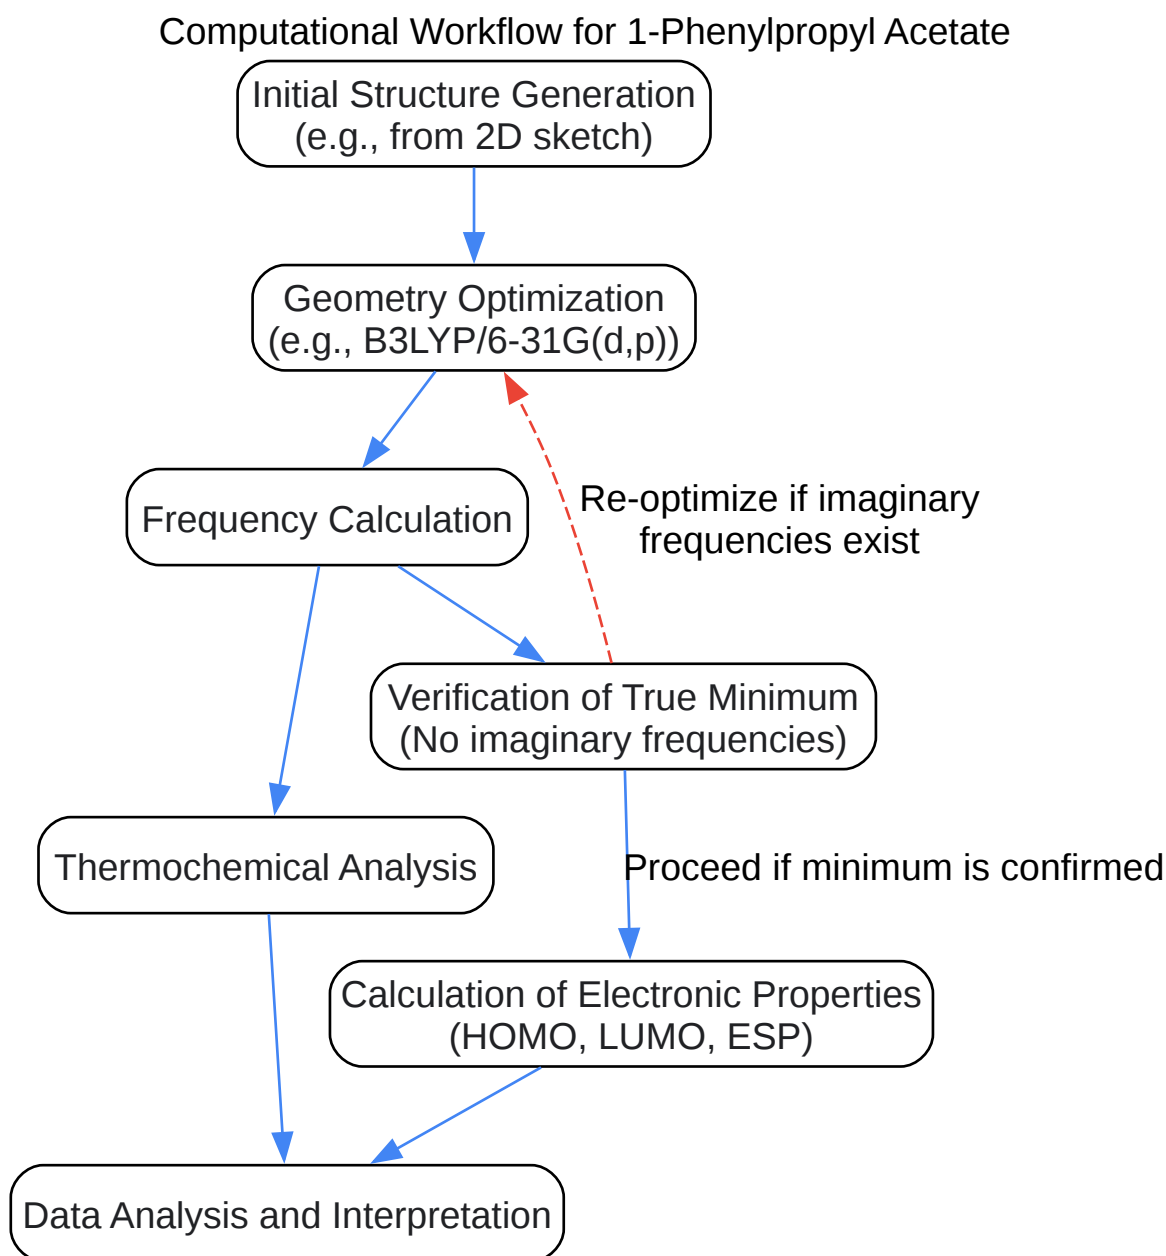 Computational Workflow for 1-Phenylpropyl Acetate
Initial Structure Generation
(e.g., from 2D sketch)
Geometry Optimization
(e.g., B3LYP/6-31G(d,p))
Frequency Calculation
Re-optimize if imaginary
frequencies exist
Verification of True Minimum
(No imaginary frequencies)
Thermochemical Analysis
Proceed if minimum is confirmed
Calculation of Electronic Properties
(HOMO, LUMO, ESP)
Data Analysis and Interpretation